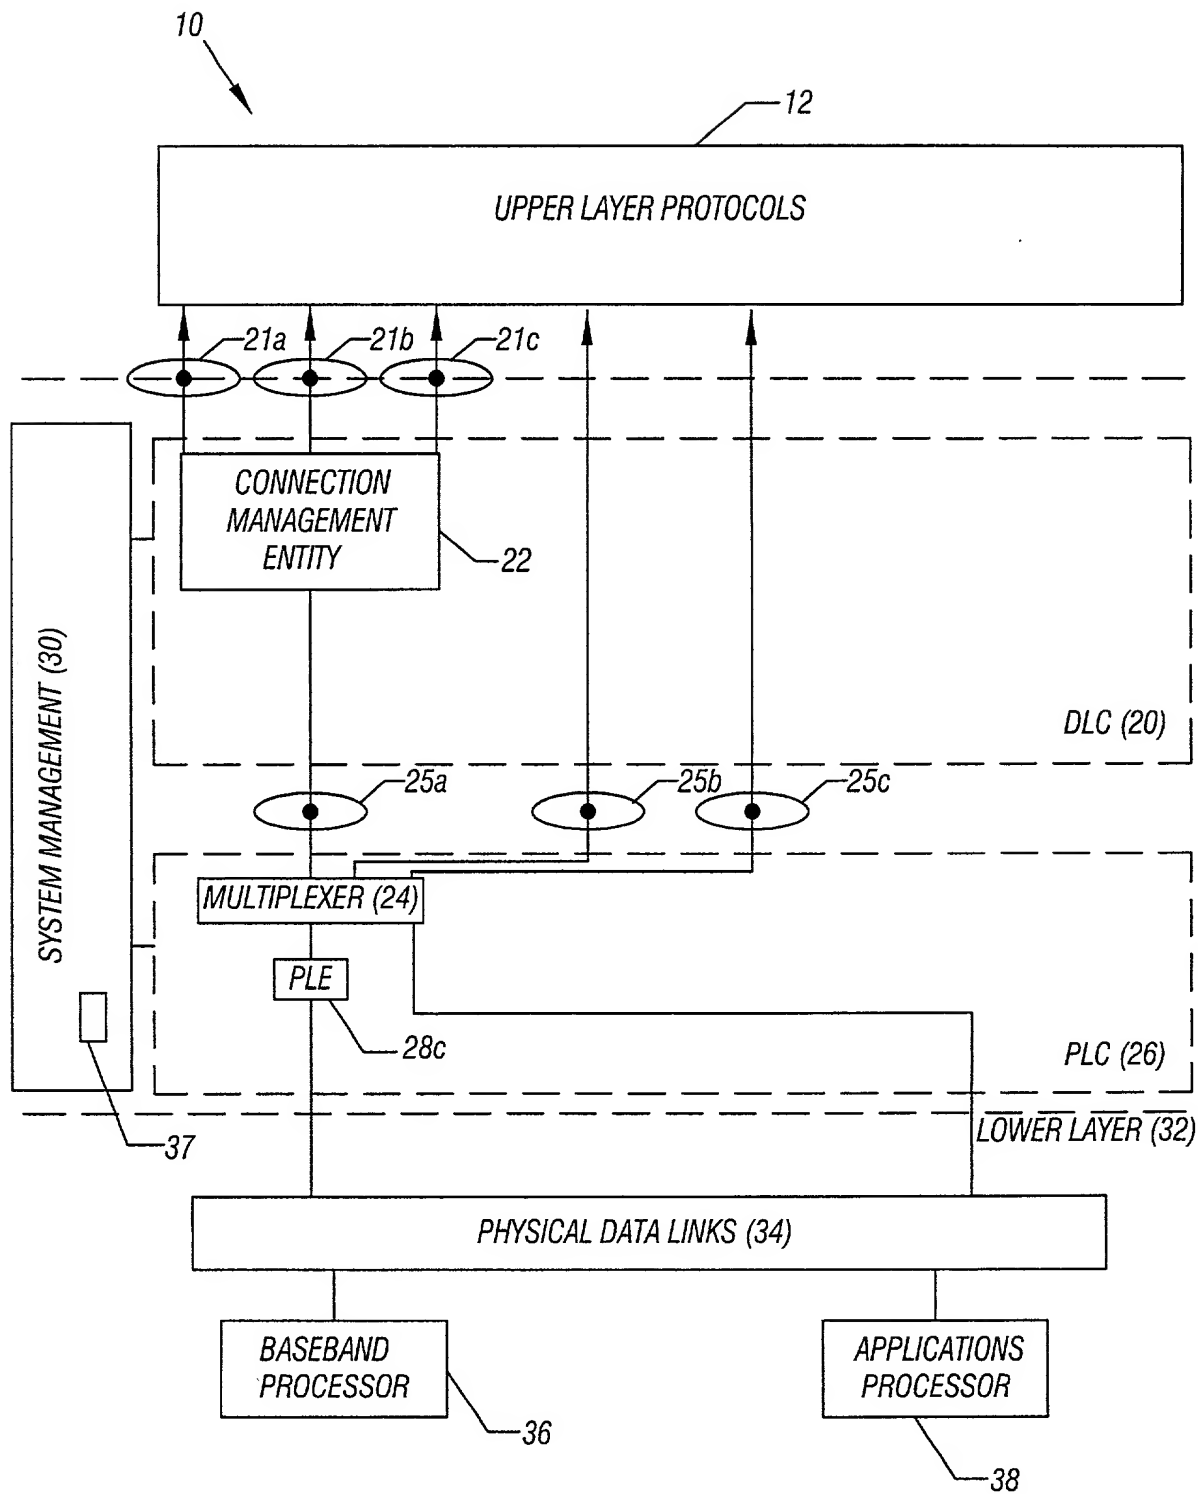 10
12
UPPER LAYER PROTOCOLS
21a
21b
21c
CONNECTION
MANAGEMENT
ENTITY
22
SYSTEM MANAGEMENT (30)
DLC (20)
25a
25b
25c
MULTIPLEXER (24)
PLE
28c
PLC (26)
37
LOWER LAYER (32)
PHYSICAL DATA LINKS (34)
BASEBAND
PROCESSOR
36
APPLICATIONS
PROCESSOR
38